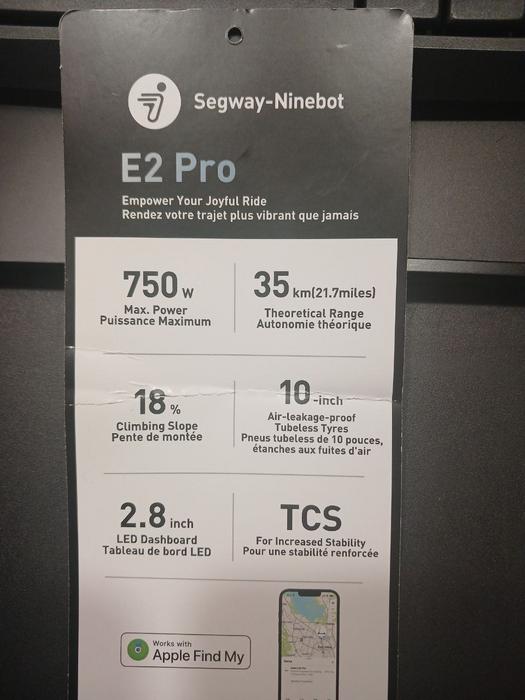 Segway-Ninebot
E2 Pro
Empower Your Joyful Ride
Rendez votre trajet plus vibrant que jamais
750 W
Max. Power
Puissance Maximum
35 km(21.7miles)
Theoretical Range
Autonomie théorique
18 %
Climbing Slope
Pente de montée
10-inch
Air-leakage-proof
Tubeless Tyres
Pneus tubeless de 10 pouces,
étanches aux fuites d'air
2.8 inch
LED Dashboard
Tableau de bord LED
TCS
For Increased Stability
Pour une stabilité renforcée
Works with
Apple Find My